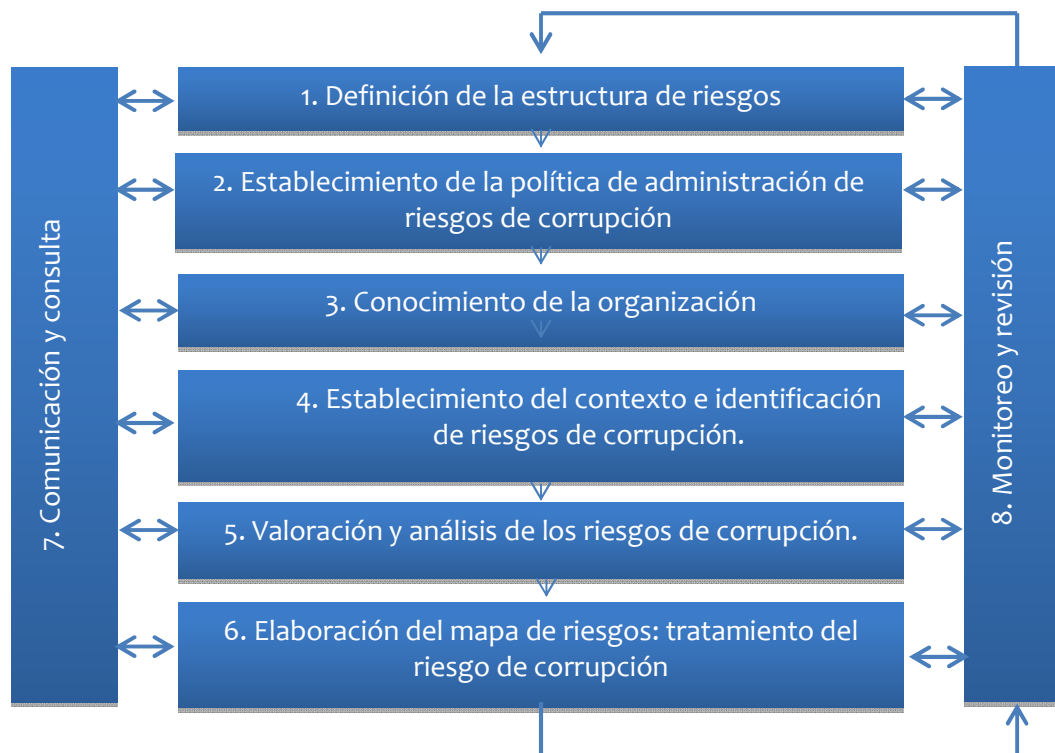 1. Definición de la estructura de riesgos
2. Establecimiento de la política de administración de
riesgos de corrupción
3. Conocimiento de la organización
4. Establecimiento del contexto e identificación
de riesgos de corrupción.
5. Valoración y análisis de los riesgos de corrupción.
6. Elaboración del mapa de riesgos: tratamiento del
riesgo de corrupción
7. Comunicación y consulta
8. Monitoreo y revisión